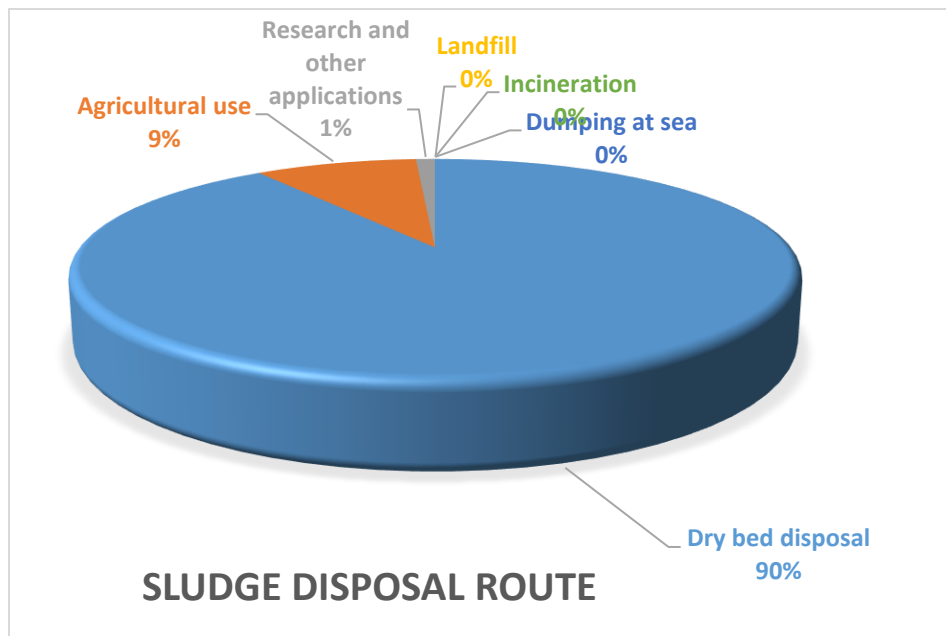 Research and
other
applications
1%
Landfill
0%
Incineration
0%
Agricultural use
9%
Dumping at sea
0%
Dry bed disposal
90%
SLUDGE DISPOSAL ROUTE